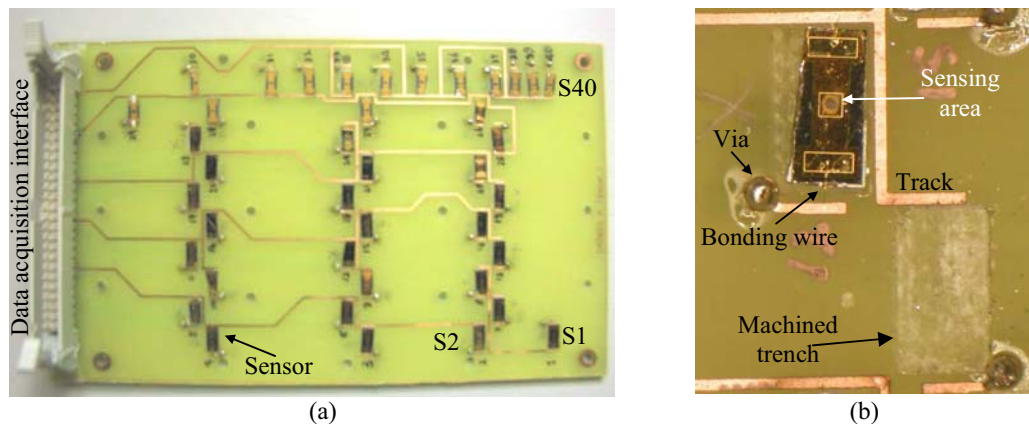 Data acquisition interface
S40
S2
S1
Sensor
(a)
Sensing
area
Via
Track
Bonding wire
Machined
trench
(b)